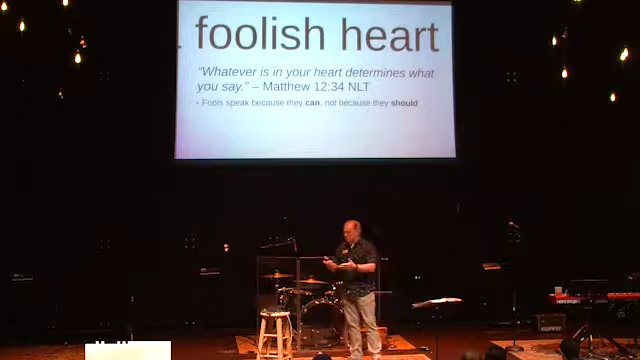 . foolish heart
"Whatever is in your heart determines what
you say." – Matthew 12:34 NLT
• Fools speak because they can, not because they should